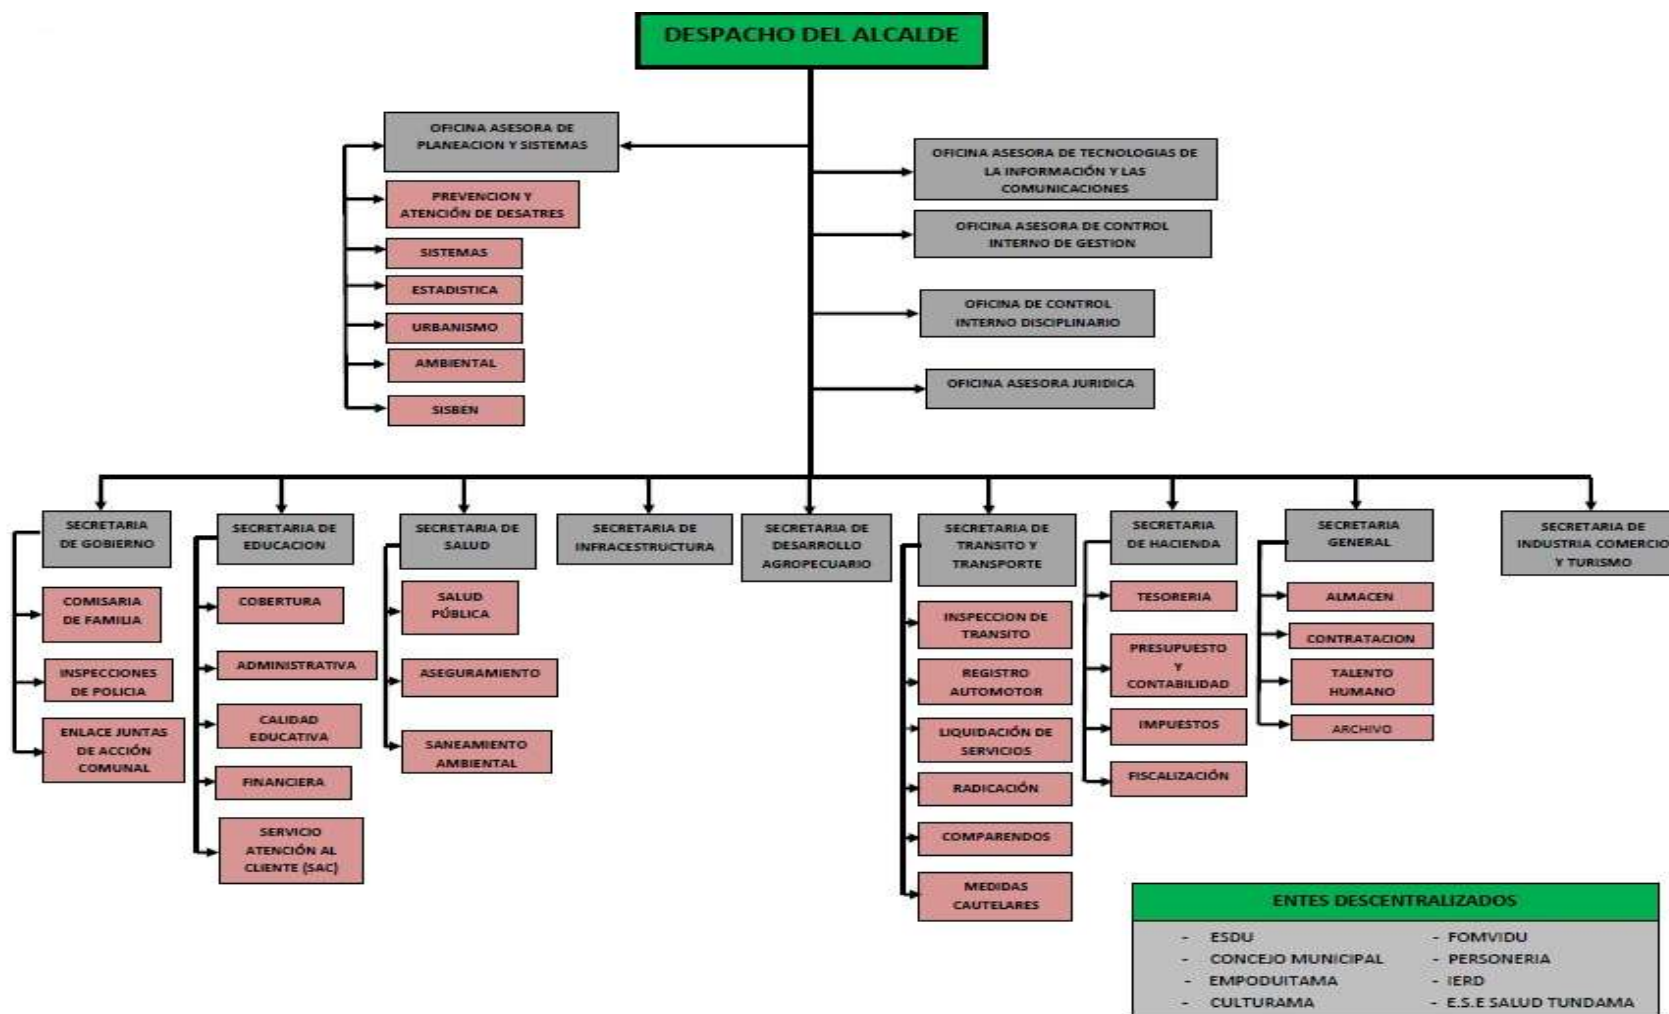 DESPACHO DEL ALCALDE
OFICINA ASESORA DE
PLANEACION Y SISTEMAS
PREVENCION Y
ATENCIÓN DE DESATRES
SISTEMAS
ESTADISTICA
URBANISMO
AMBIENTAL
SISBEN
OFICINA ASESORA DE TECNOLOGIAS DE
LA INFORMACIÓN Y LAS
COMUNICACIONES
OFICINA ASESORA DE CONTROL
INTERNO DE GESTION
OFICINA DE CONTROL
INTERNO DISCIPLINARIO
OFICINA ASESORA JURIDICA
SECRETARIA
DE GOBIERNO
COMISARIA
DE FAMILIA
INSPECCIONES
DE POLICIA
ENLACE JUNTAS
DE ACCIÓN
COMUNAL
SECRETARIA DE
EDUCACION
COBERTURA
ADMINISTRATIVA
CALIDAD
EDUCATIVA
FINANCIERA
SERVICIO
ATENCIÓN AL
CLIENTE (SAC)
SECRETARIA DE
SALUD
SALUD
PÚBLICA
ASEGURAMIENTO
SANEAMIENTO
AMBIENTAL
SECRETARIA DE
INFRACESTRUCTURA
SECRETARIA DE
DESARROLLO
AGROPECUARIO
SECRETARIA DE
TRANSITO Y
TRANSPORTE
INSPECCION DE
TRANSITO
REGISTRO
AUTOMOTOR
LIQUIDACIÓN DE
SERVICIOS
RADICACIÓN
COMPARENDOS
MEDIDAS
CAUTELARES
SECRETARIA
DE HACIENDA
TESORERIA
PRESUPUESTO
Y
CONTABILIDAD
IMPUESTOS
FISCALIZACIÓN
SECRETARIA
GENERAL
ALMACEN
CONTRATACION
TALENTO
HUMANO
ARCHIVO
SECRETARIA DE
INDUSTRIA COMERCIO
Y TURISMO
ENTES DESCENTRALIZADOS
- ESDU
- CONCEJO MUNICIPAL
- EMPODUITAMA
- CULTURAMA
- FOMVIDU
- PERSONERIA
- IERD
- E.S.E SALUD TUNDAMA